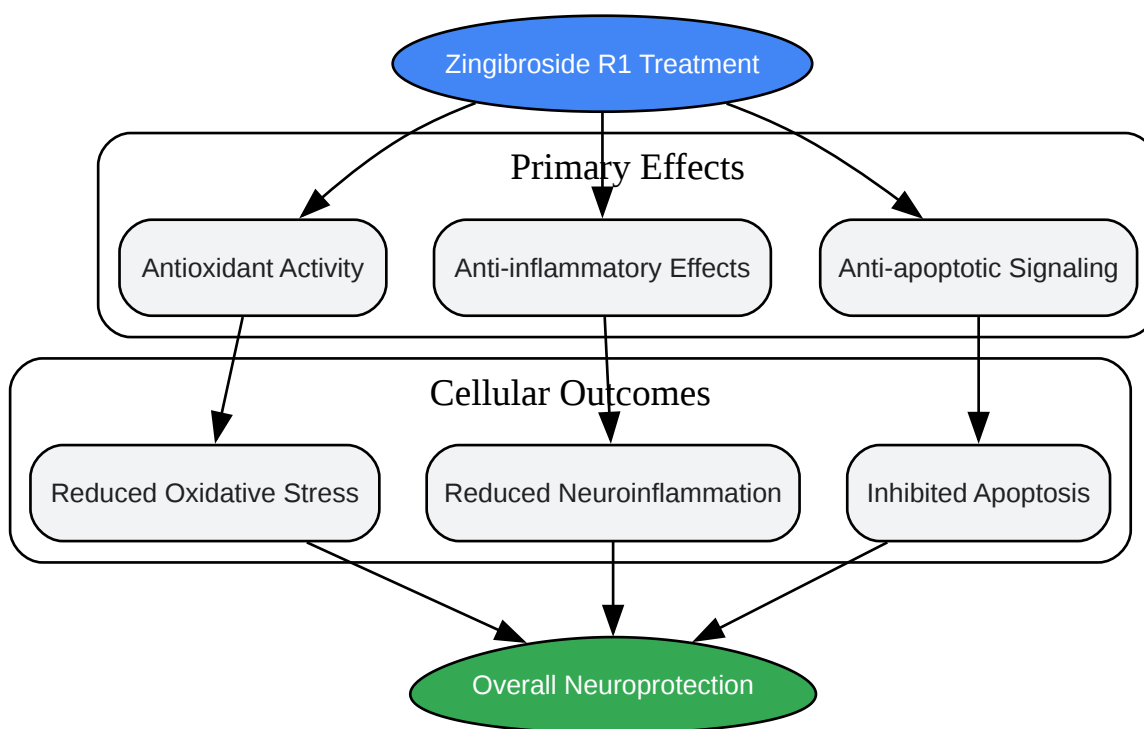 Zingibroside R1 Treatment
Primary Effects
Antioxidant Activity
Anti-inflammatory Effects
Anti-apoptotic Signaling
Cellular Outcomes
Reduced Oxidative Stress
Reduced Neuroinflammation
Inhibited Apoptosis
Overall Neuroprotection